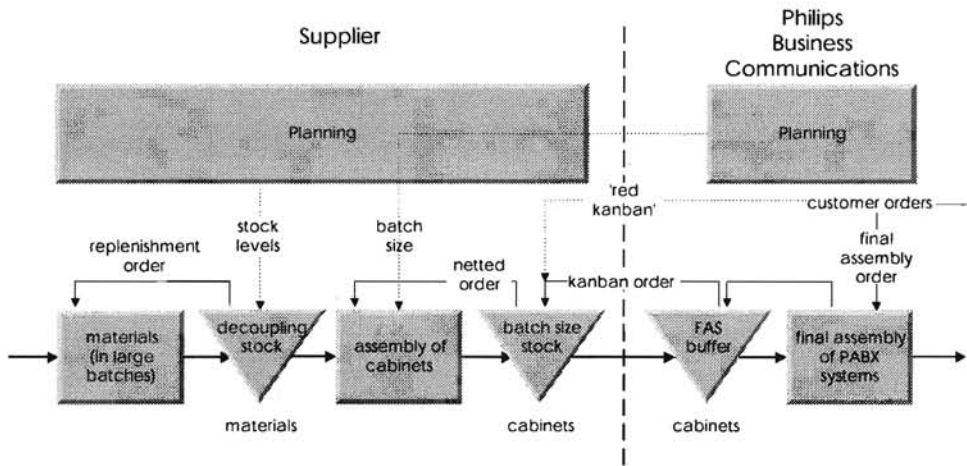 Supplier
Philips
Business
Communications
Planning
Planning
'red
kanban'
customer orders
stock
levels
batch
size
final
assembly
order
replenishment
order
netted
order
kanban order
materials
(in large
batches)
decoupling
stock
assembly of
cabinets
batch size
stock
FAS
buffer
final assembly
of PABX
systems
materials
cabinets
cabinets